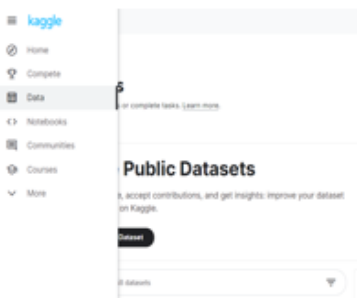 kaggle
Home
Compete
Data
Notebooks
Communities
Courses
More
s
or complete tasks. Learn more.
Public Datasets
, accept contributions, and get insights: improve your dataset
on Kaggle.
Dataset
datasets